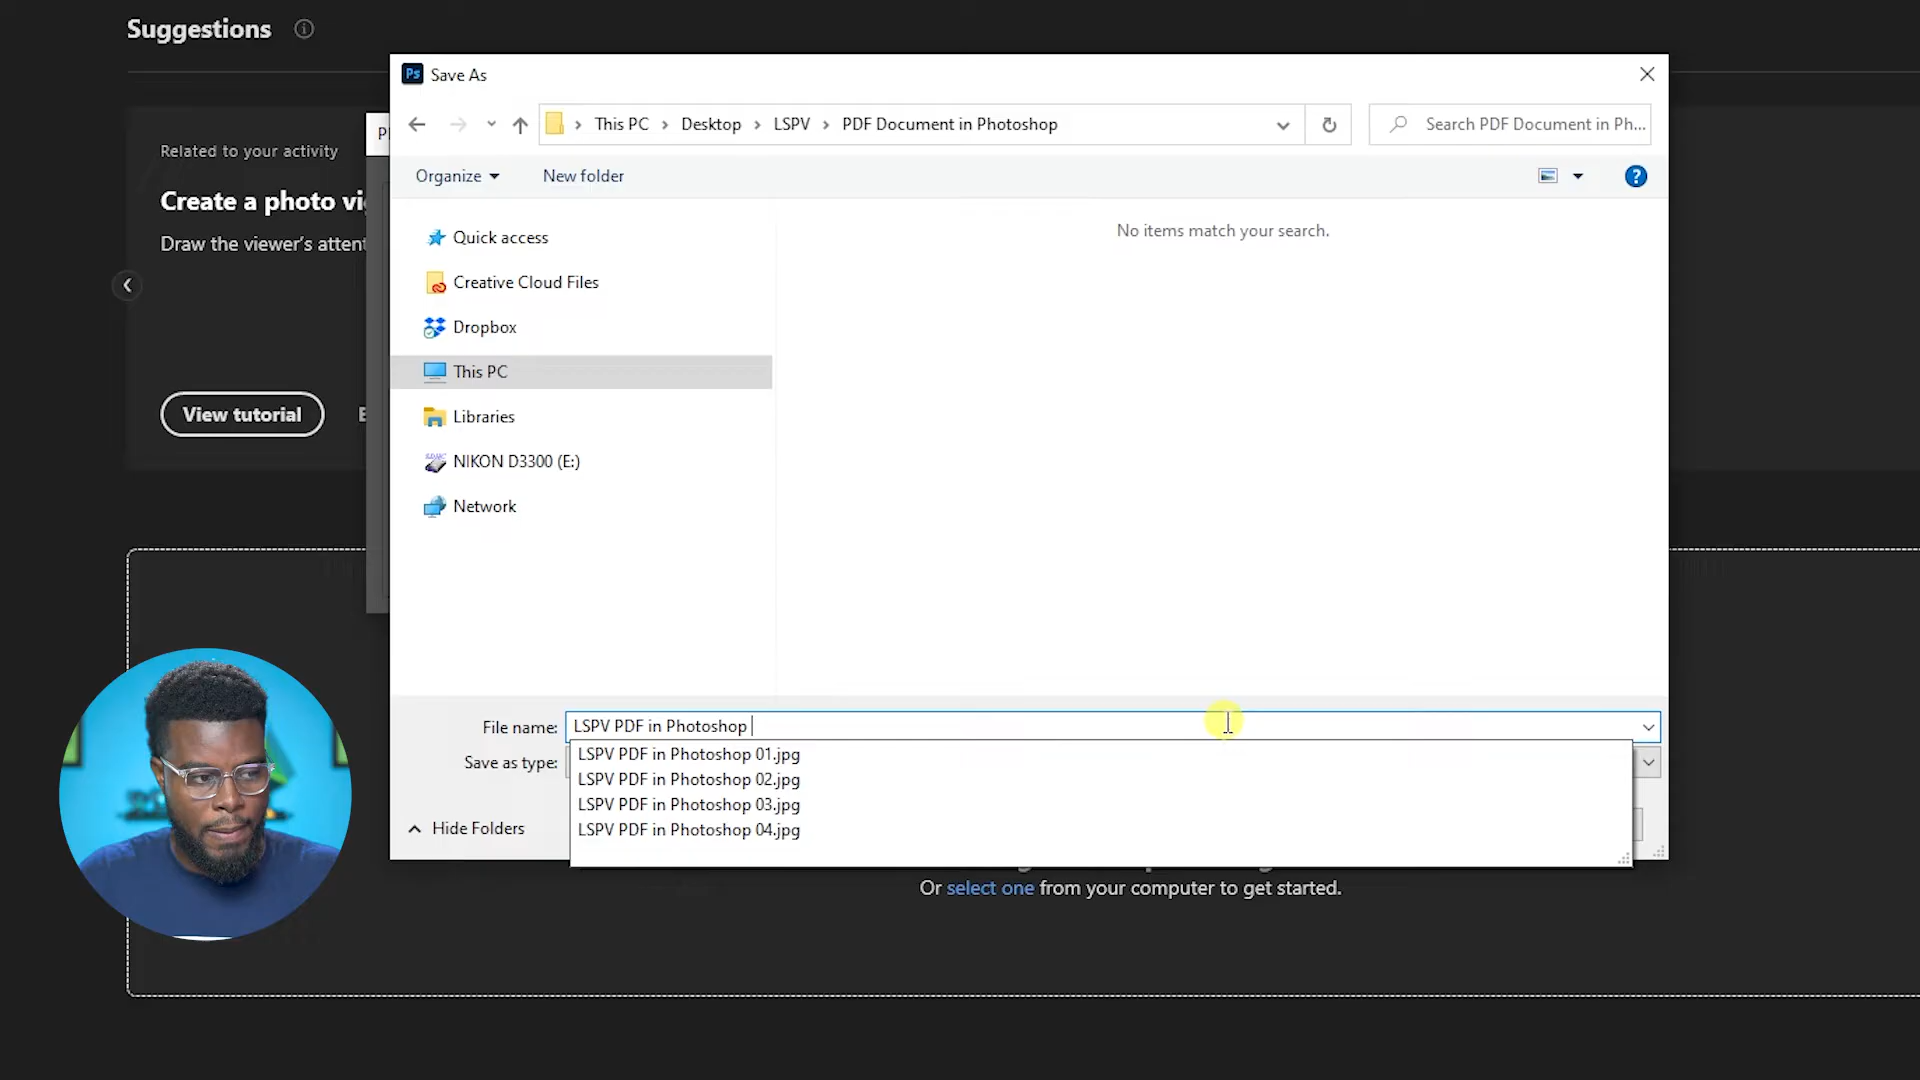 Suggestions
Ps Save As
This PC > Desktop > LSPV > PDF Document in Photoshop
Search PDF Document in Ph...
Organize
New folder
Related to your activity
Create a photo vi
Draw the viewer's attent
View tutorial
Quick access
Creative Cloud Files
Dropbox
This PC
Libraries
NIKON D3300 (E:)
Network
No items match your search.
File name: LSPV PDF in Photoshop
Save as type:
LSPV PDF in Photoshop 01.jpg
LSPV PDF in Photoshop 02.jpg
LSPV PDF in Photoshop 03.jpg
LSPV PDF in Photoshop 04.jpg
Hide Folders
Or select one from your computer to get started.